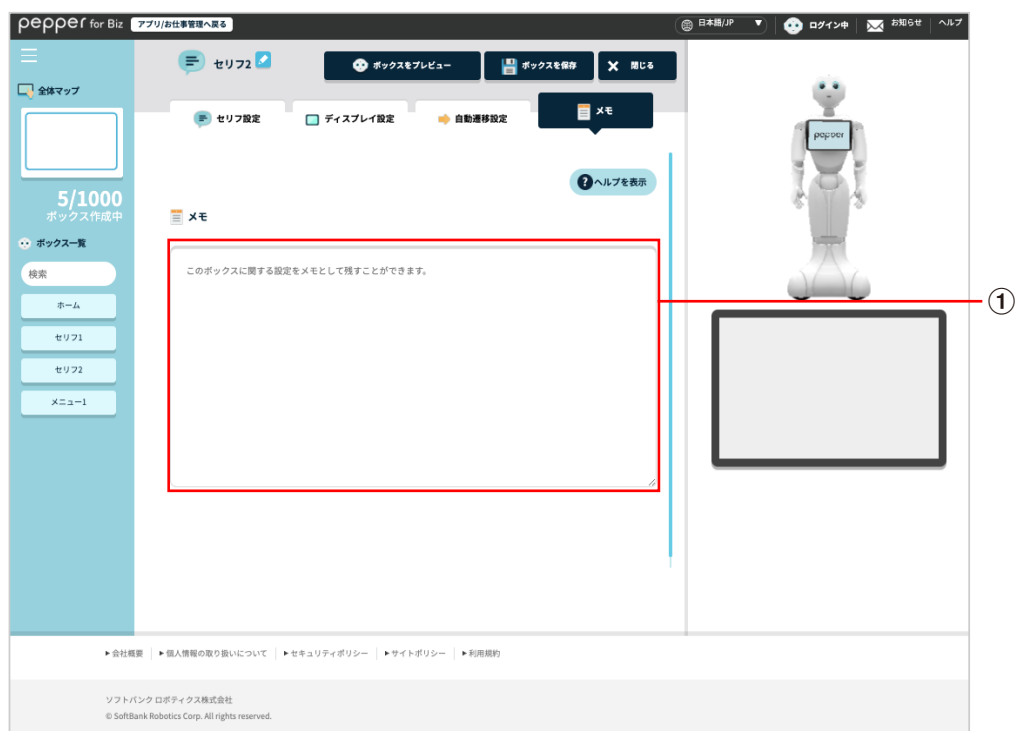 pepper for Biz アプリ/お仕事管理へ戻る 日本語/JP ▼ ログイン中 お知らせ ヘルプ
セリフ2 ボックスをプレビュー ボックスを保存 × 閉じる
全体マップ
セリフ設定 ディスプレイ設定 自動遷移設定 メモ
pepper
?ヘルプを表示
5/1000
ボックス作成中
メモ
ボックス一覧
検索
このボックスに関する設定をメモとして残すことができます。
ホーム
①
セリフ1
セリフ2
メニュー1
▶会社概要 ▶個人情報の取り扱いについて ▶セキュリティポリシー ▶サイトポリシー ▶利用規約
ソフトバンク ロボティクス株式会社
© SoftBank Robotics Corp. All rights reserved.